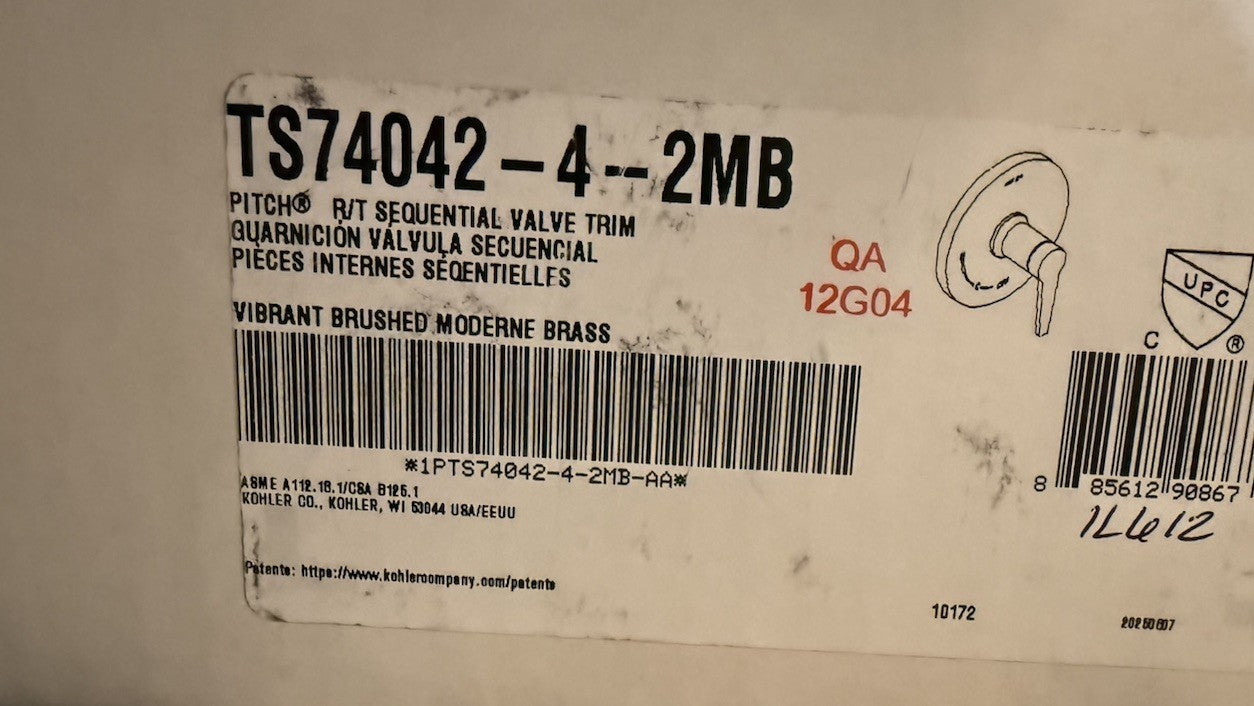 TS74042-4--2MB
PITCH® R/T SEQUENTIAL VALVE TRIM
GUARNICIÓN VÁLVULA SECUENCIAL
PIÈCES INTERNES SÉQENTIELLES
VIBRANT BRUSHED MODERNE BRASS
*1PTS74042-4-2MB-AA*
ASME A112.18.1/CSA B125.1
KOHLER CO., KOHLER, WI 53044 USA/EEUU
Patents: https://www.kohlercompany.com/patents
QA
12G04
UPC
C ®
8 85612 90867
1L612
10172
20250607